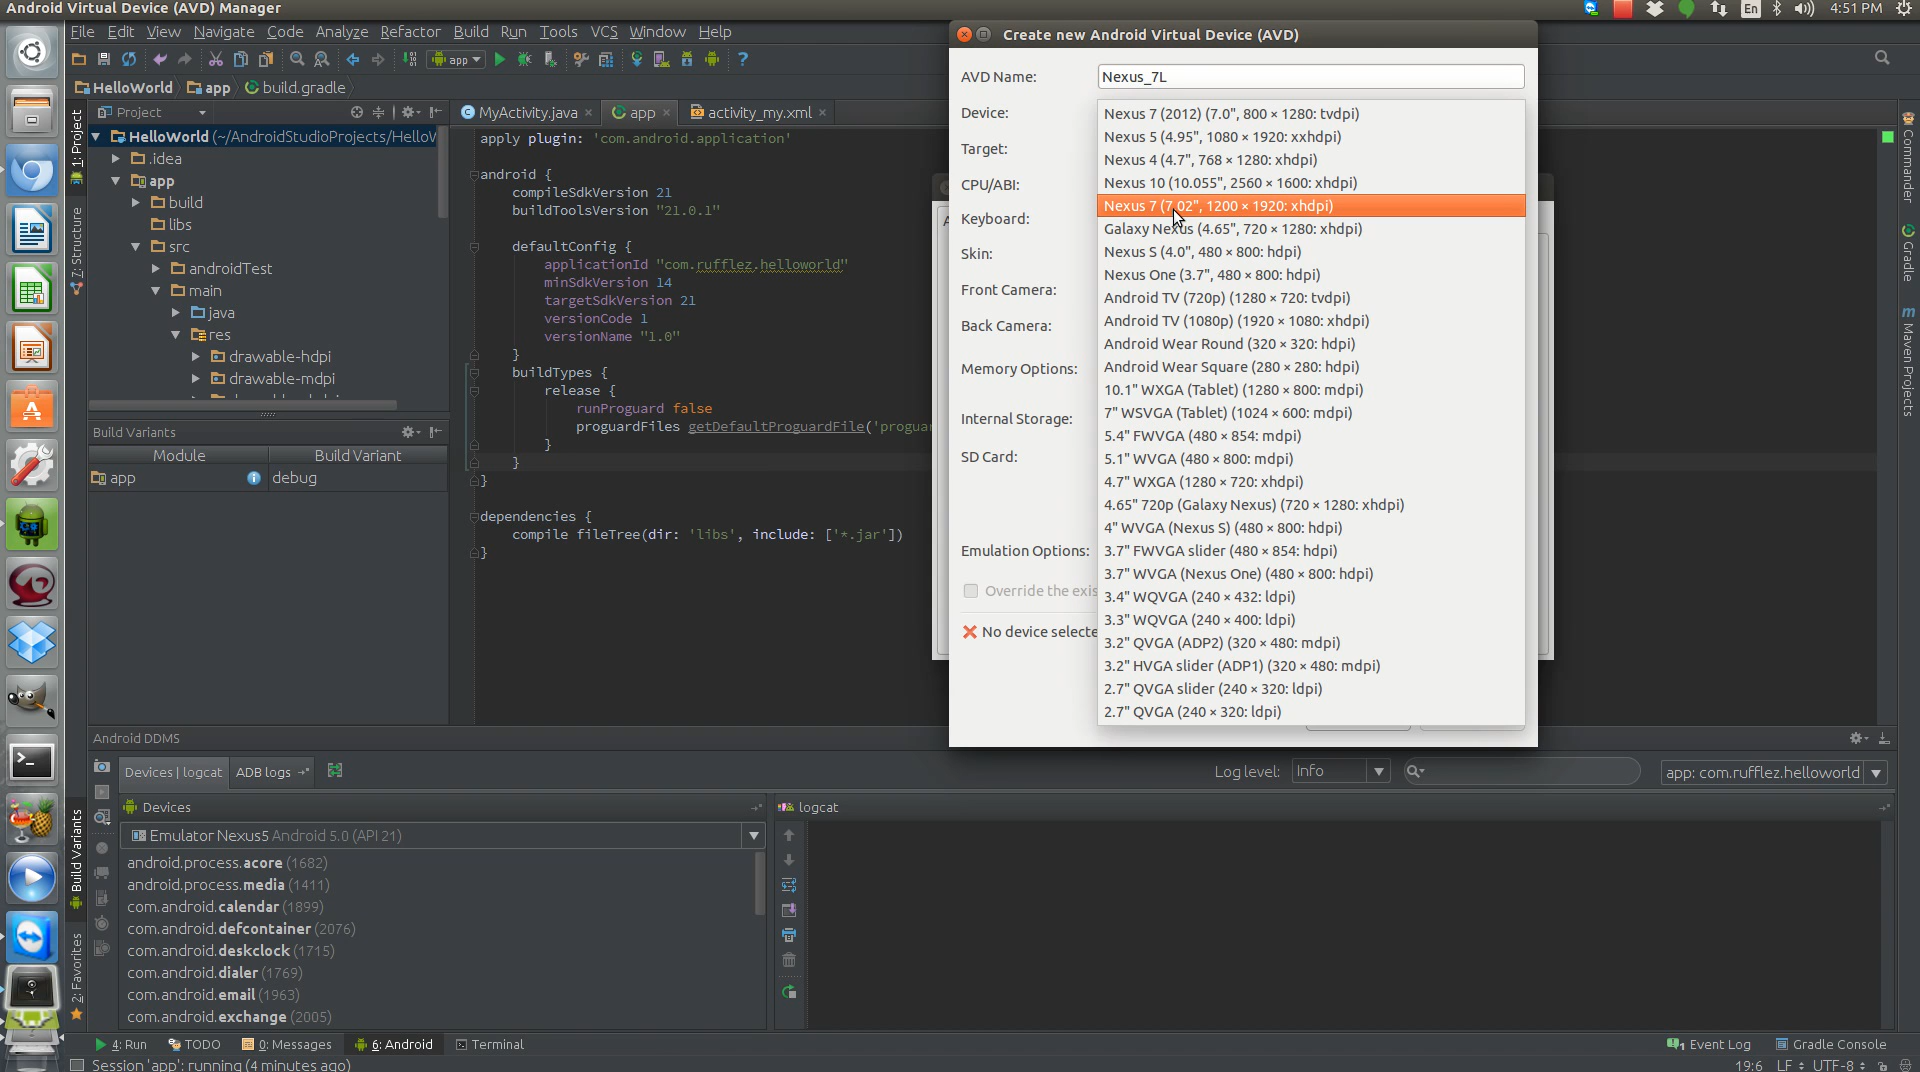 Android Virtual Device (AVD) Manager
En
4:51 PM
File Edit View Navigate Code Analyze Refactor Build Run Tools VCS Window Help
app
HelloWorld
app
build.gradle
Project
MyActivity.java
app
activity_my.xml
1: Project
7: Structure
Build Variants
2: Favorites
HelloWorld (~/AndroidStudioProjects/HelloW
.idea
app
build
libs
src
androidTest
main
java
res
drawable-hdpi
drawable-mdpi
Build Variants
Module
Build Variant
app
debug
apply plugin: 'com.android.application'
android {
compileSdkVersion 21
buildToolsVersion "21.0.1"
defaultConfig {
applicationId "com.rufflez.helloworld"
minSdkVersion 14
targetSdkVersion 21
versionCode 1
versionName "1.0"
}
buildTypes {
release {
runProguard false
proguardFiles getDefaultProguardFile('proguar
}
}
}
dependencies {
compile fileTree(dir: 'libs', include: ['*.jar'])
}
Create new Android Virtual Device (AVD)
AVD Name:
Nexus_7L
Device:
Target:
CPU/ABI:
Keyboard:
Skin:
Front Camera:
Back Camera:
Memory Options:
Internal Storage:
SD Card:
Emulation Options:
Override the exis
No device selecte
Nexus 7 (2012) (7.0", 800 × 1280: tvdpi)
Nexus 5 (4.95", 1080 × 1920: xxhdpi)
Nexus 4 (4.7", 768 × 1280: xhdpi)
Nexus 10 (10.055", 2560 × 1600: xhdpi)
Nexus 7 (7.02", 1200 × 1920: xhdpi)
Galaxy Nexus (4.65", 720 × 1280: xhdpi)
Nexus S (4.0", 480 × 800: hdpi)
Nexus One (3.7", 480 × 800: hdpi)
Android TV (720p) (1280 × 720: tvdpi)
Android TV (1080p) (1920 × 1080: xhdpi)
Android Wear Round (320 × 320: hdpi)
Android Wear Square (280 × 280: hdpi)
10.1" WXGA (Tablet) (1280 × 800: mdpi)
7" WSVGA (Tablet) (1024 × 600: mdpi)
5.4" FWVGA (480 × 854: mdpi)
5.1" WVGA (480 × 800: mdpi)
4.7" WXGA (1280 × 720: xhdpi)
4.65" 720p (Galaxy Nexus) (720 × 1280: xhdpi)
4" WVGA (Nexus S) (480 × 800: hdpi)
3.7" FWVGA slider (480 × 854: hdpi)
3.7" WVGA (Nexus One) (480 × 800: hdpi)
3.4" WQVGA (240 × 432: ldpi)
3.3" WQVGA (240 × 400: ldpi)
3.2" QVGA (ADP2) (320 × 480: mdpi)
3.2" HVGA slider (ADP1) (320 × 480: mdpi)
2.7" QVGA slider (240 × 320: ldpi)
2.7" QVGA (240 × 320: ldpi)
Commander
Gradle
Maven Projects
Android DDMS
Devices | logcat
ADB logs
Log level:
Info
app: com.rufflez.helloworld
Devices
logcat
Emulator Nexus5 Android 5.0 (API 21)
android.process.acore (1682)
android.process.media (1411)
com.android.calendar (1899)
com.android.defcontainer (2076)
com.android.deskclock (1715)
com.android.dialer (1769)
com.android.email (1963)
com.android.exchange (2005)
4: Run
TODO
0: Messages
6: Android
Terminal
1 Event Log
Gradle Console
Session 'app': running (4 minutes ago)
19:6
LF
UTF-8